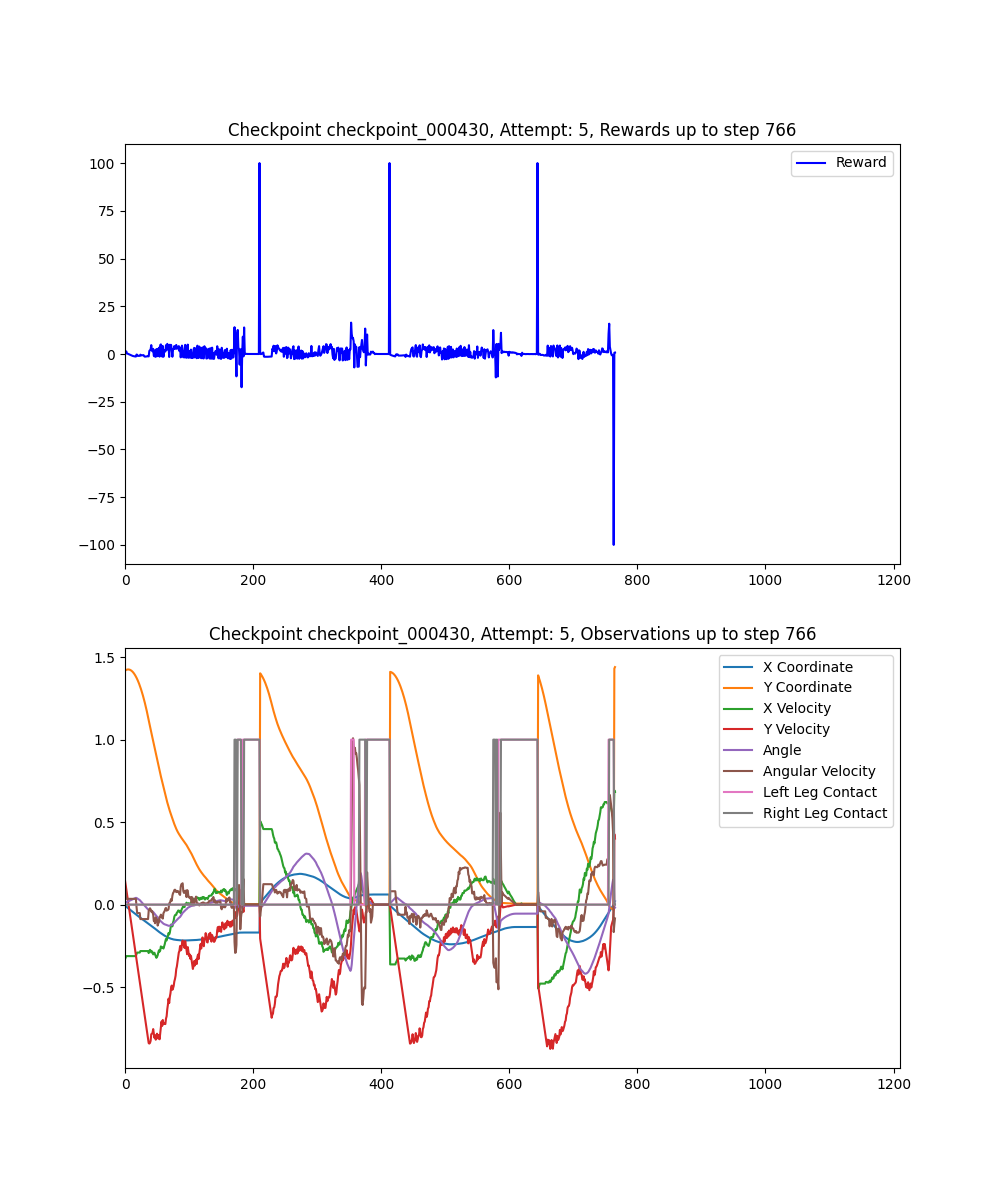 Checkpoint checkpoint_000430, Attempt: 5, Rewards up to step 766
100
75
50
25
0
−25
−50
−75
−100
Reward
0 200 400 600 800 1000 1200
Checkpoint checkpoint_000430, Attempt: 5, Observations up to step 766
1.5
1.0
0.5
0.0
−0.5
X Coordinate
Y Coordinate
X Velocity
Y Velocity
Angle
Angular Velocity
Left Leg Contact
Right Leg Contact
0 200 400 600 800 1000 1200